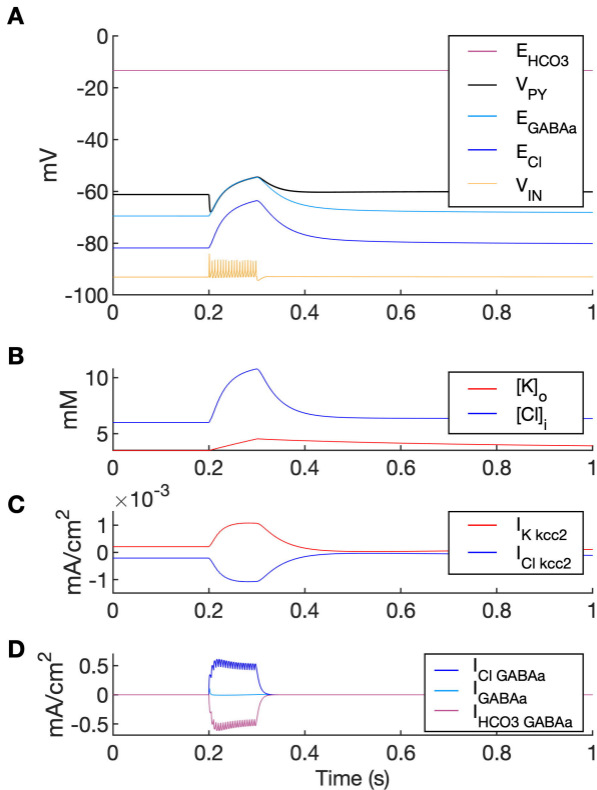 A
0
-20
-40
-60
-80
-100
mV
E_HCO3
V_PY
E_GABAa
E_Cl
V_IN
0 0.2 0.4 0.6 0.8 1
B
10
5
mM
[K]_o
[Cl]_i
0 0.2 0.4 0.6 0.8 1
C
×10^-3
1
0
-1
mA/cm^2
I_K kcc2
I_Cl kcc2
0 0.2 0.4 0.6 0.8 1
D
0.5
0
-0.5
mA/cm^2
I_Cl GABAa
I_GABAa
I_HCO3 GABAa
0 0.2 0.4 0.6 0.8 1
Time (s)